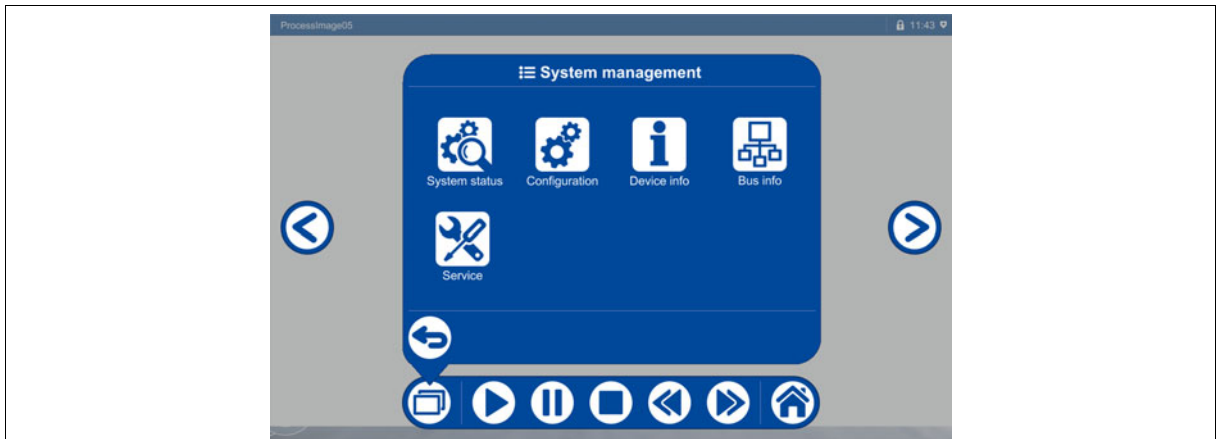 ProcessImage05
11:43
System management
System status
Configuration
Device info
Bus info
Service